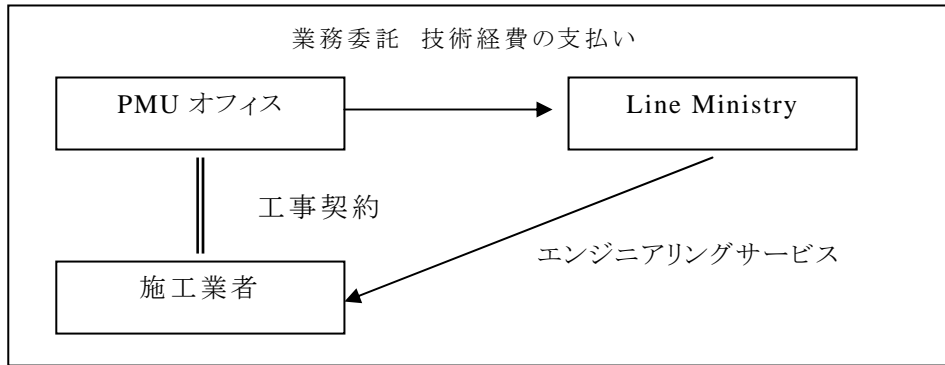 業務委託 技術経費の支払い
PMU オフィス
Line Ministry
工事契約
エンジニアリングサービス
施工業者